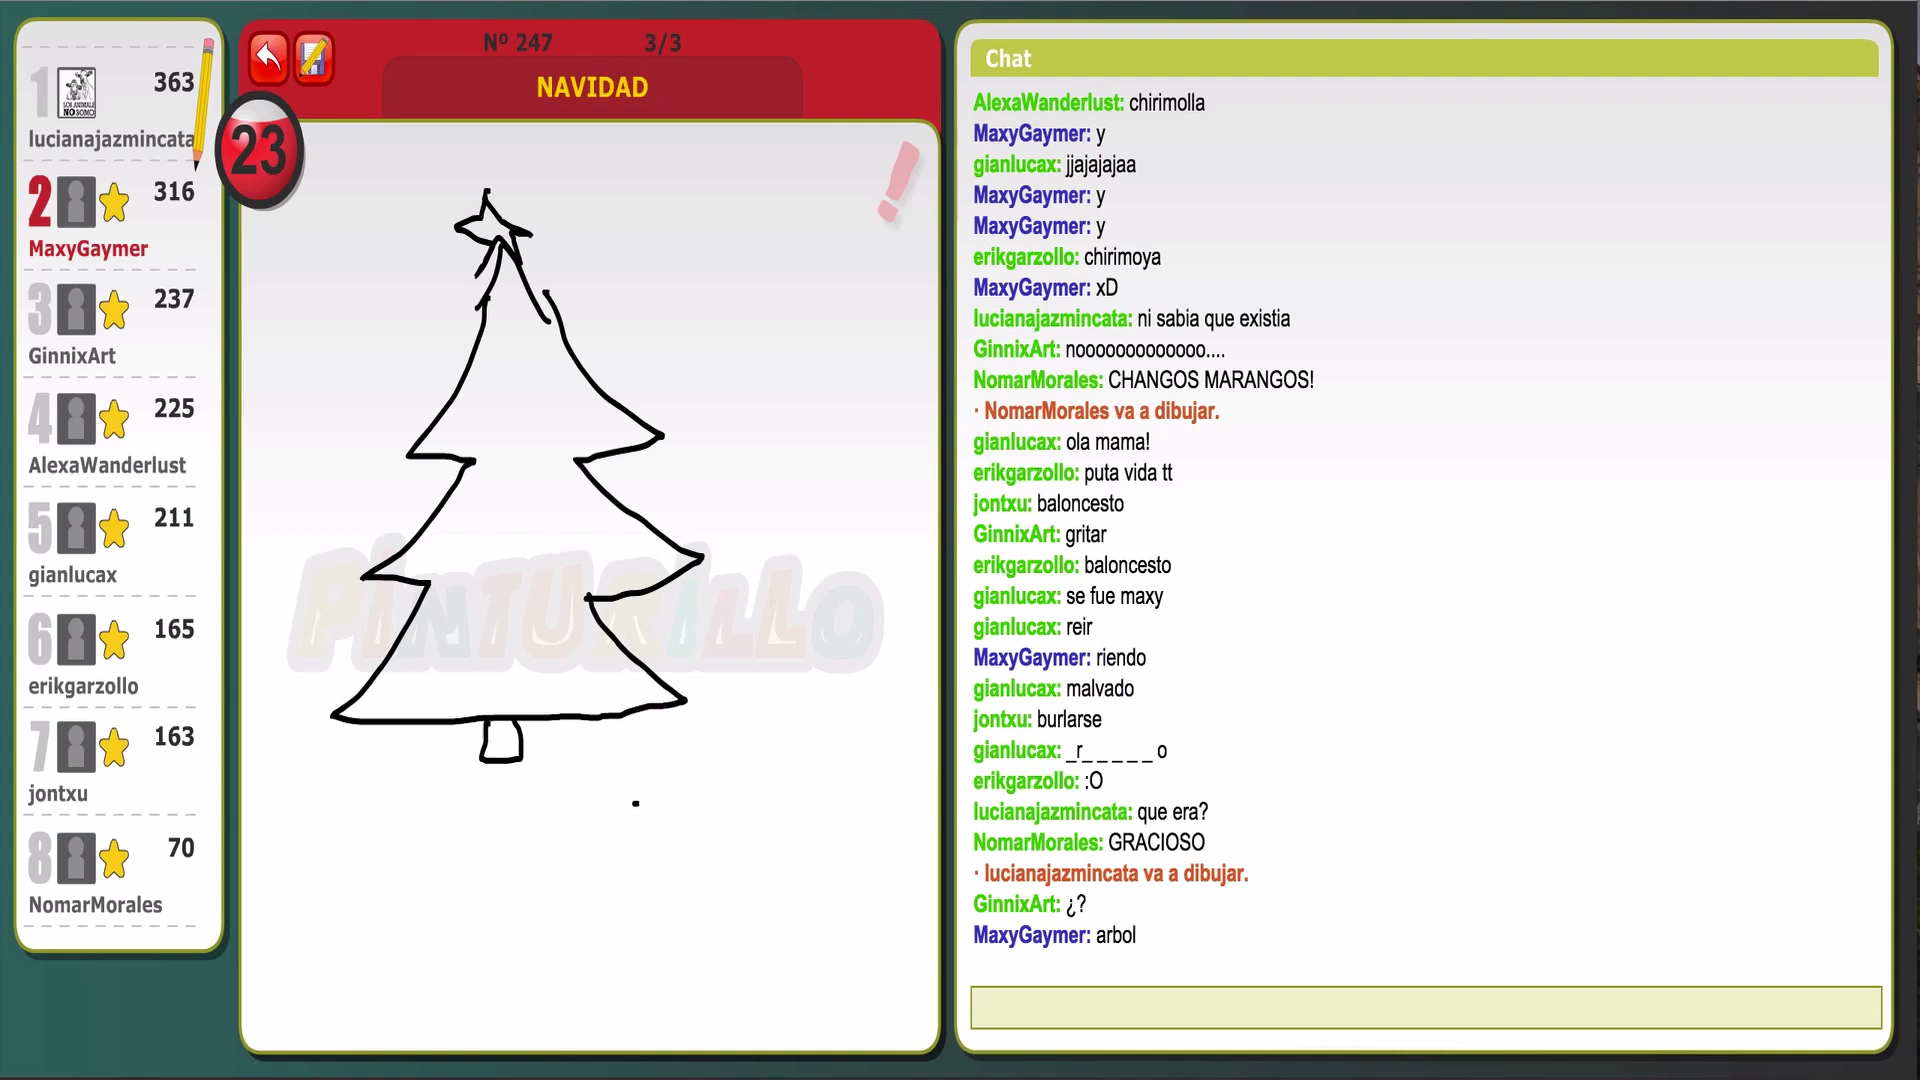 1
363
lucianajazmincata
2
316
MaxyGaymer
3
237
GinnixArt
4
225
AlexaWanderlust
5
211
gianlucax
6
165
erikgarzollo
7
163
jontxu
8
70
NomarMorales
Nº 247 3/3
NAVIDAD
23
PINTURILLO
Chat
AlexaWanderlust: chirimolla
MaxyGaymer: y
gianlucax: jjajajajaa
MaxyGaymer: y
MaxyGaymer: y
erikgarzollo: chirimoya
MaxyGaymer: xD
lucianajazmincata: ni sabia que existia
GinnixArt: nooooooooooooo....
NomarMorales: CHANGOS MARANGOS!
· NomarMorales va a dibujar.
gianlucax: ola mama!
erikgarzollo: puta vida tt
jontxu: baloncesto
GinnixArt: gritar
erikgarzollo: baloncesto
gianlucax: se fue maxy
gianlucax: reir
MaxyGaymer: riendo
gianlucax: malvado
jontxu: burlarse
gianlucax: _r_ _ _ _ _ o
erikgarzollo: :O
lucianajazmincata: que era?
NomarMorales: GRACIOSO
· lucianajazmincata va a dibujar.
GinnixArt: ¿?
MaxyGaymer: arbol